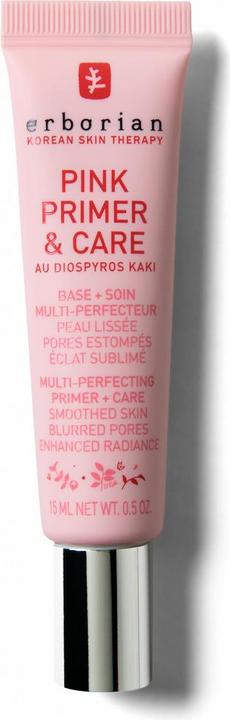 erborian
KOREAN SKIN THERAPY
PINK
PRIMER
& CARE
AU DIOSPYROS KAKI
BASE + SOIN
MULTI-PERFECTEUR
PEAU LISSÉE
PORES ESTOMPÉS
ÉCLAT SUBLIMÉ
MULTI-PERFECTING
PRIMER + CARE
SMOOTHED SKIN
BLURRED PORES
ENHANCED RADIANCE
15 ML NET WT. 0.5 OZ.